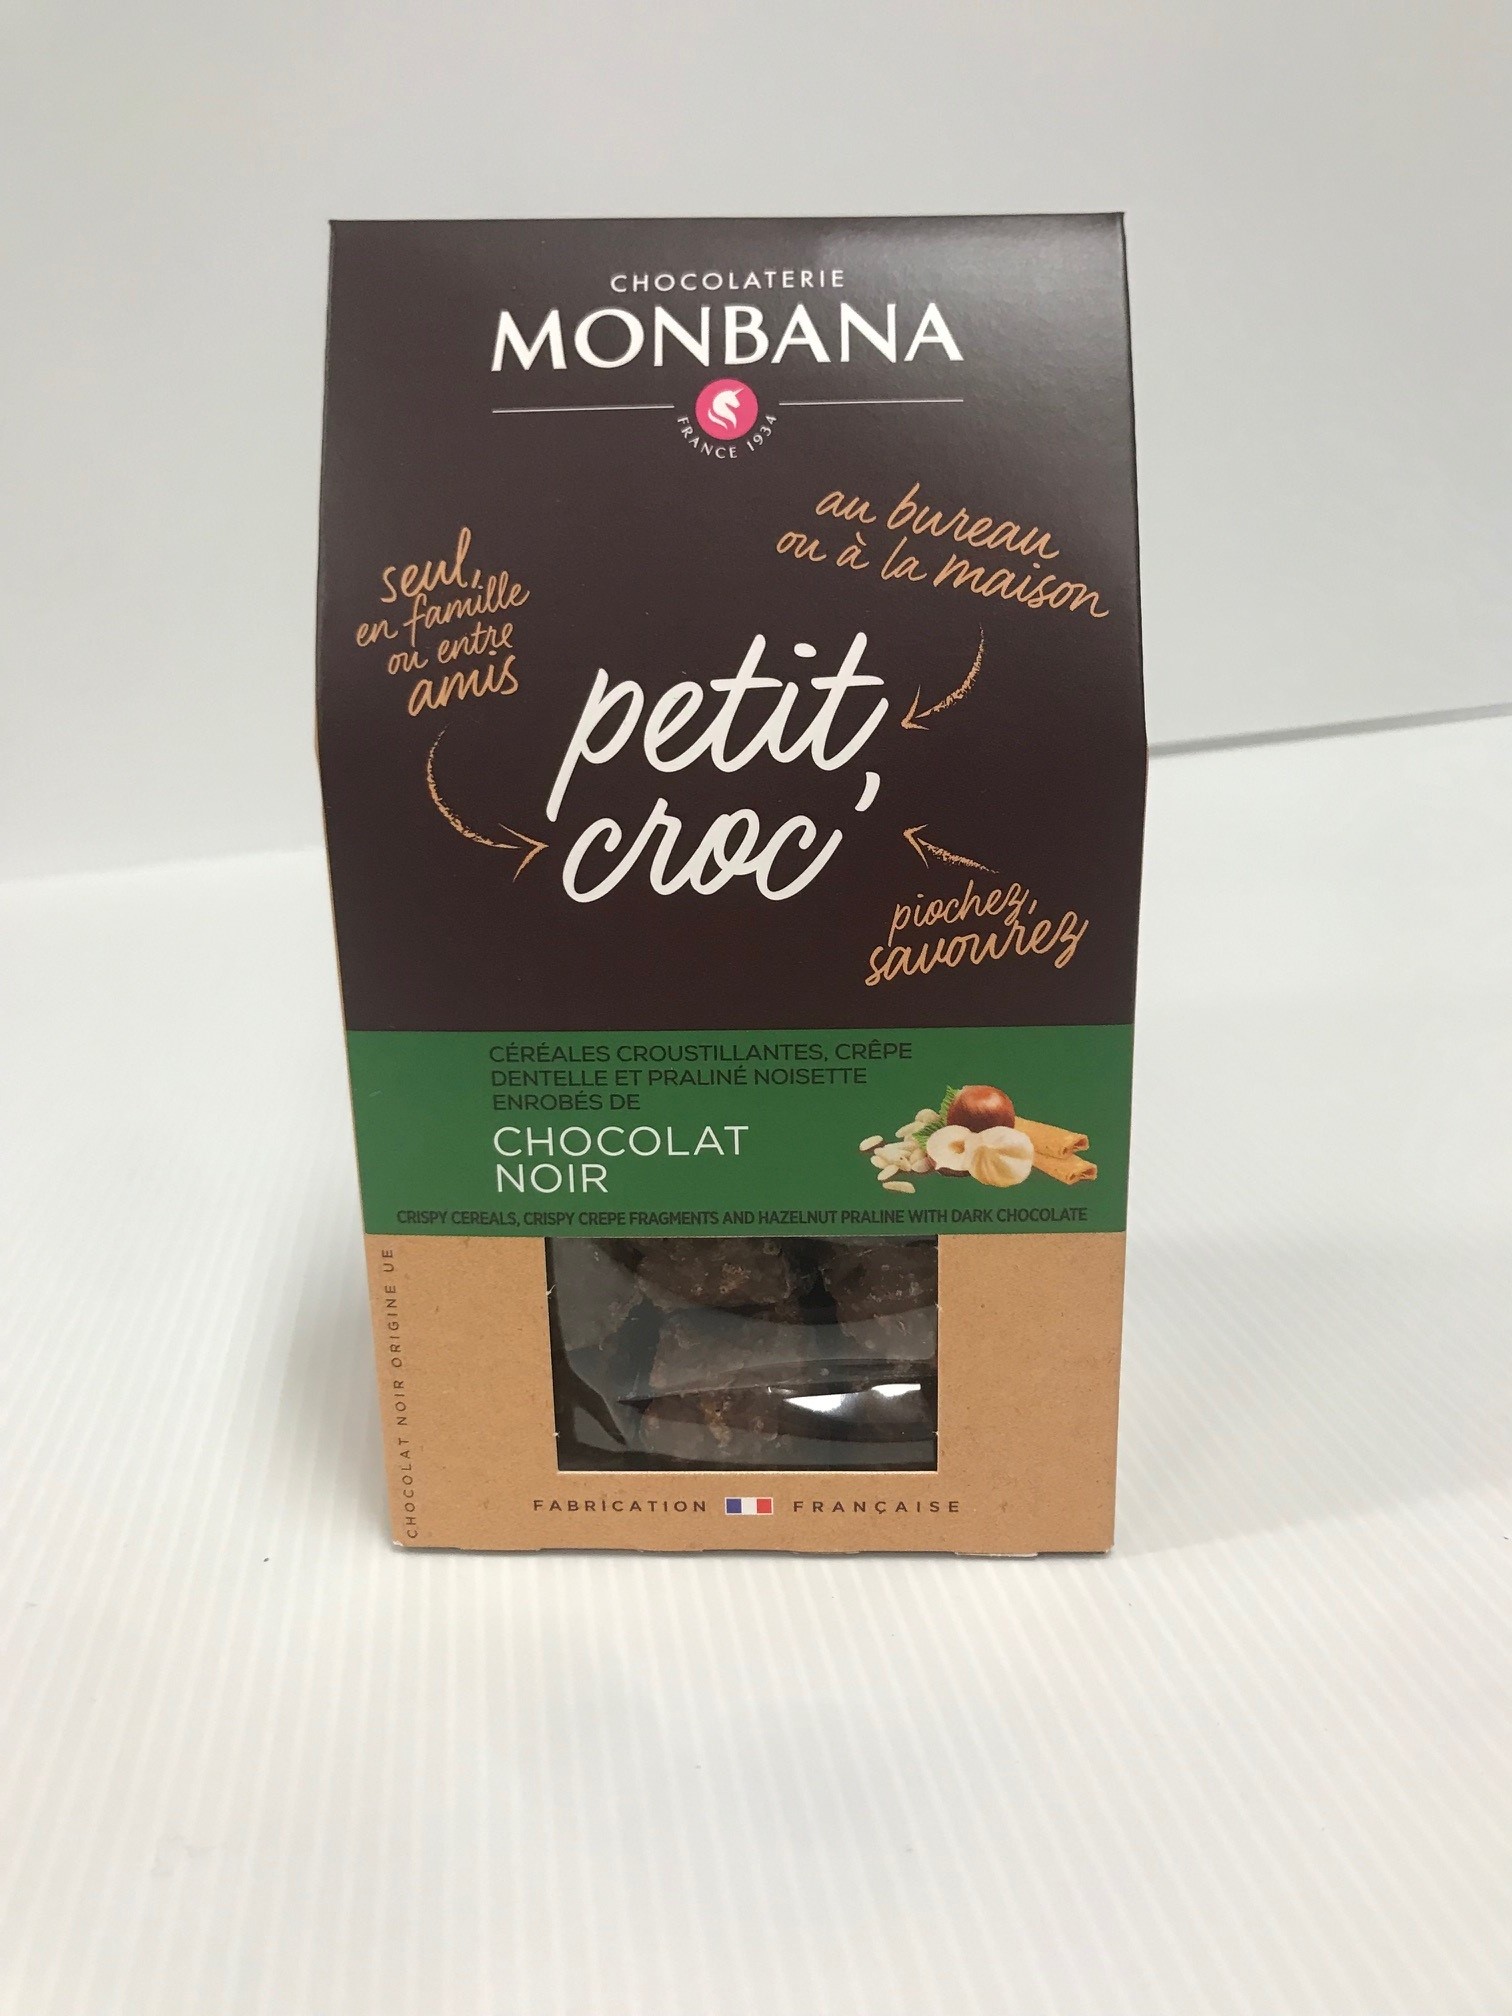 CHOCOLATERIE
MONBANA
FRANCE 1934
au bureau
ou à la maison
seul,
en famille
ou entre
amis
petit
croc'
piochez,
savourez
CÉRÉALES CROUSTILLANTES, CRÊPE
DENTELLE ET PRALINÉ NOISETTE
ENROBÉS DE
CHOCOLAT
NOIR
CRISPY CEREALS, CRISPY CREPE FRAGMENTS AND HAZELNUT PRALINE WITH DARK CHOCOLATE
CHOCOLAT NOIR ORIGINE UE
FABRICATION FRANÇAISE